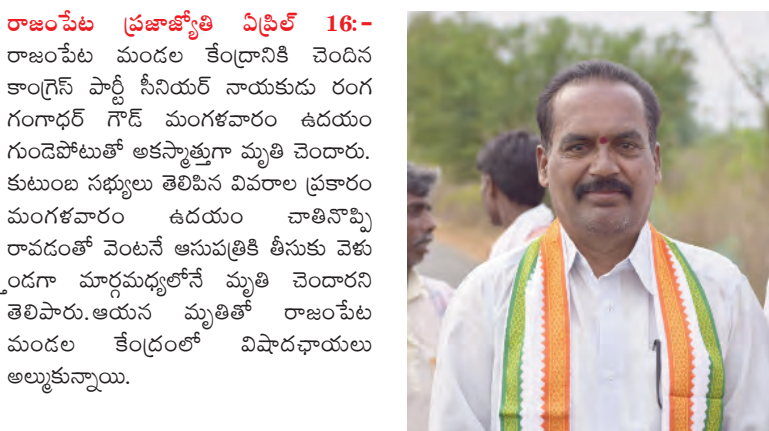 రాజంపేట ప్రజాజ్యోతి ఏప్రిల్ 16:-
రాజంపేట మండల కేంద్రానికి చెందిన
కాంగ్రెస్ పార్టీ సీనియర్ నాయకుడు రంగ
గంగాధర్ గౌడ్ మంగళవారం ఉదయం
గుండెపోటుతో అకస్మాత్తుగా మృతి చెందారు.
కుటుంబ సభ్యులు తెలిపిన వివరాల ప్రకారం
మంగళవారం ఉదయం చాతినొప్పి
రావడంతో వెంటనే ఆసుపత్రికి తీసుకు వెళు
్తండగా మార్గమధ్యలోనే మృతి చెందారని
తెలిపారు.ఆయన మృతితో రాజంపేట
మండల కేంద్రంలో విషాదఛాయలు
అల్ముకున్నాయి.